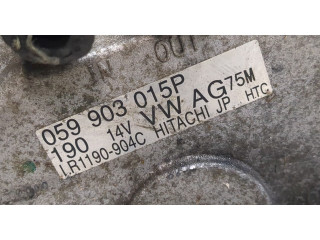 IN OUT
059 903 015P
190 14V VW AG 75M
LR1190-904C HITACHI JP HTC